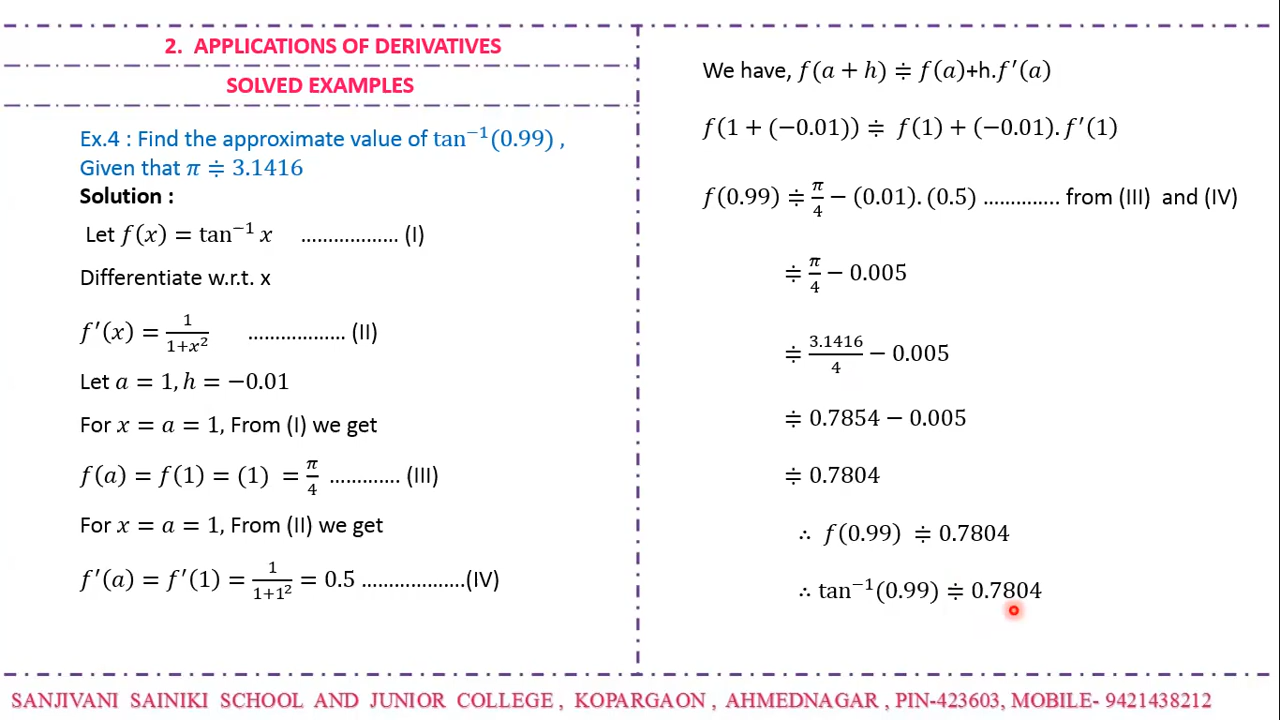 2. APPLICATIONS OF DERIVATIVES
SOLVED EXAMPLES
Ex.4 : Find the approximate value of tan⁻¹(0.99) ,
Given that π ≑ 3.1416
Solution :
Let f(x) = tan⁻¹ x .................. (I)
Differentiate w.r.t. x
f′(x) = 1/(1+x²) .................. (II)
Let a = 1, h = −0.01
For x = a = 1, From (I) we get
f(a) = f(1) = (1) = π/4 ............. (III)
For x = a = 1, From (II) we get
f′(a) = f′(1) = 1/(1+1²) = 0.5 ...................(IV)
We have, f(a + h) ≑ f(a)+h.f′(a)
f(1 + (−0.01)) ≑ f(1) + (−0.01). f′(1)
f(0.99) ≑ π/4 − (0.01). (0.5) .............. from (III) and (IV)
≑ π/4 − 0.005
≑ 3.1416/4 − 0.005
≑ 0.7854 − 0.005
≑ 0.7804
∴ f(0.99) ≑ 0.7804
∴ tan⁻¹(0.99) ≑ 0.7804
SANJIVANI SAINIKI SCHOOL AND JUNIOR COLLEGE , KOPARGAON , AHMEDNAGAR , PIN-423603, MOBILE- 9421438212